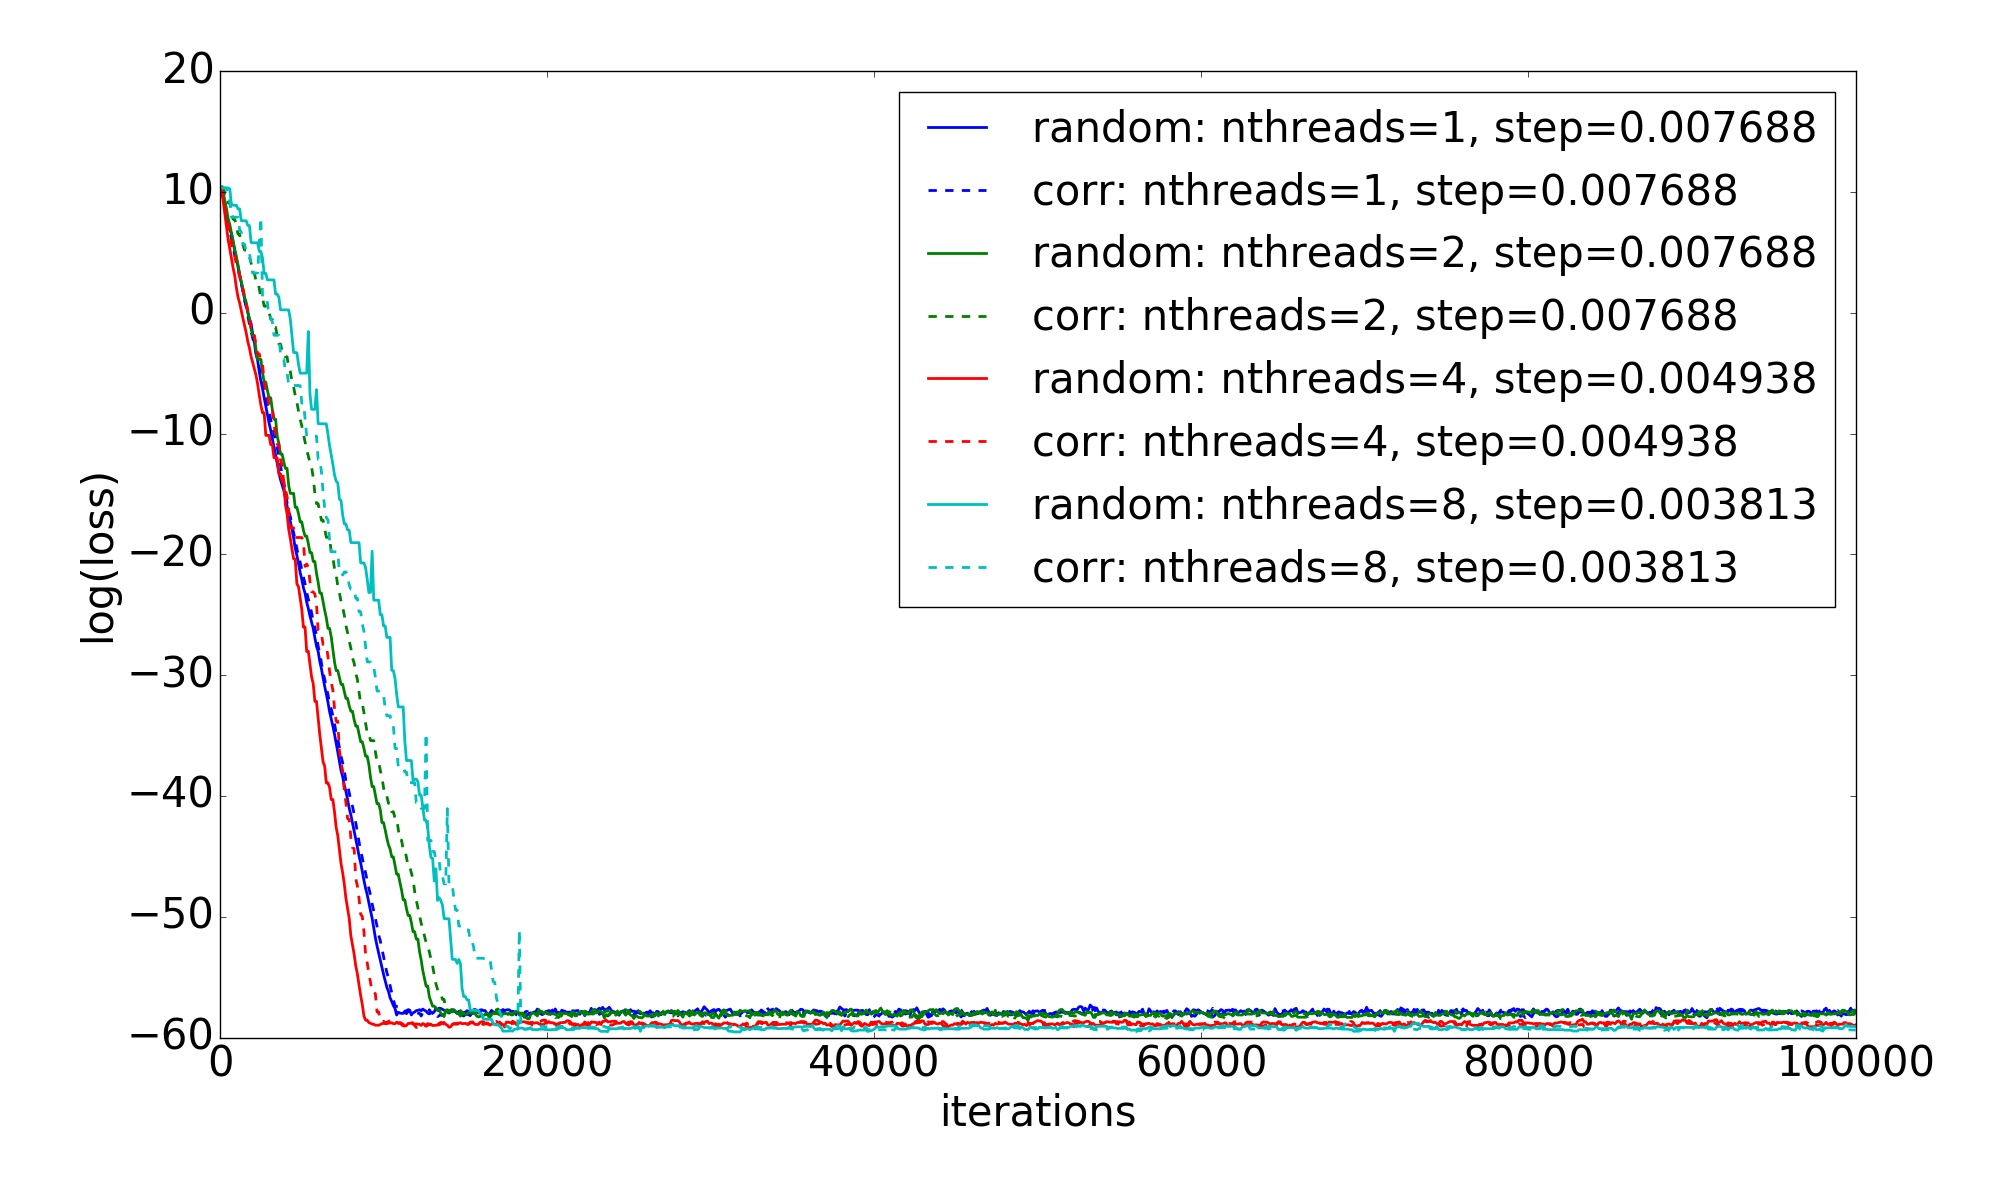 20
10
0
−10
−20
−30
−40
−50
−60
log(loss)
random: nthreads=1, step=0.007688
corr: nthreads=1, step=0.007688
random: nthreads=2, step=0.007688
corr: nthreads=2, step=0.007688
random: nthreads=4, step=0.004938
corr: nthreads=4, step=0.004938
random: nthreads=8, step=0.003813
corr: nthreads=8, step=0.003813
0 20000 40000 60000 80000 100000
iterations